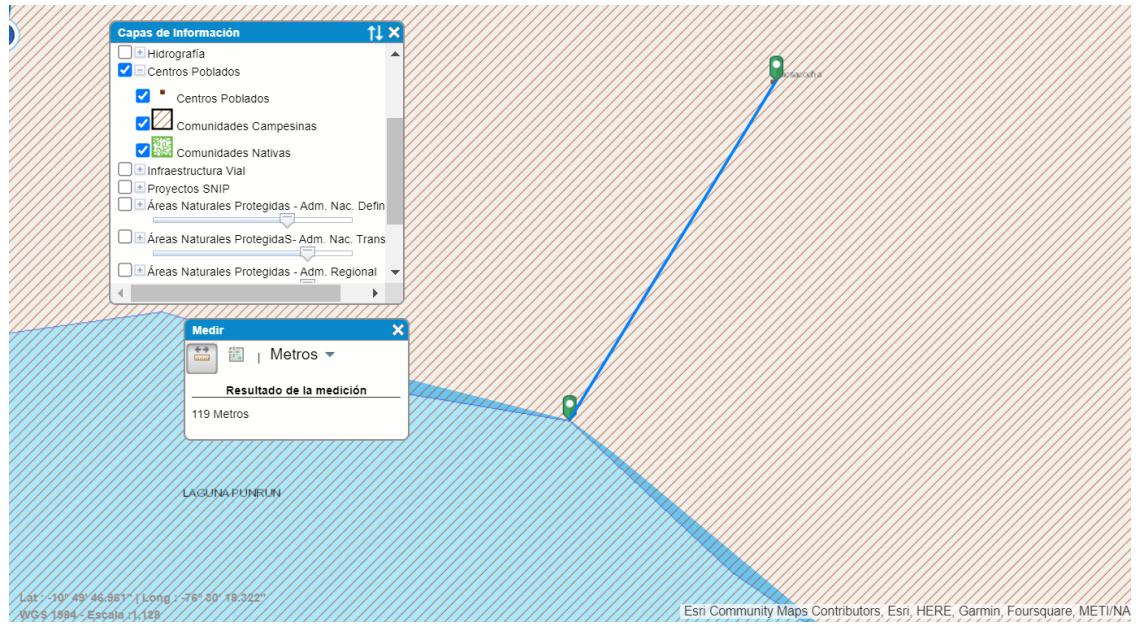 Capas de Información
Hidrografía
Centros Poblados
Centros Poblados
Comunidades Campesinas
Comunidades Nativas
Infraestructura Vial
Proyectos SNIP
Áreas Naturales Protegidas - Adm. Nac. Defin
Áreas Naturales ProtegidaS- Adm. Nac. Trans
Áreas Naturales Protegidas - Adm. Regional
Medir
| Metros
Resultado de la medición
119 Metros
LAGUNA PUNRUN
Lat : -10° 49' 46.961" | Long : -76° 30' 18.322"
WGS 1984 - Escala :1,128
Esri Community Maps Contributors, Esri, HERE, Garmin, Foursquare, METI/NA